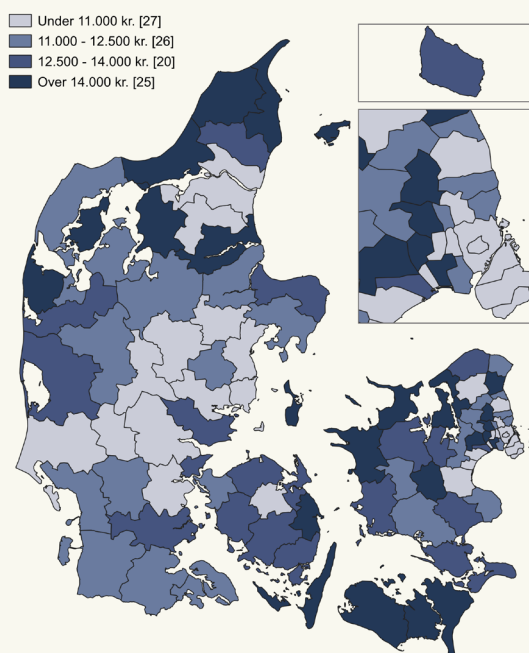 Under 11.000 kr. [27]
11.000 - 12.500 kr. [26]
12.500 - 14.000 kr. [20]
Over 14.000 kr. [25]